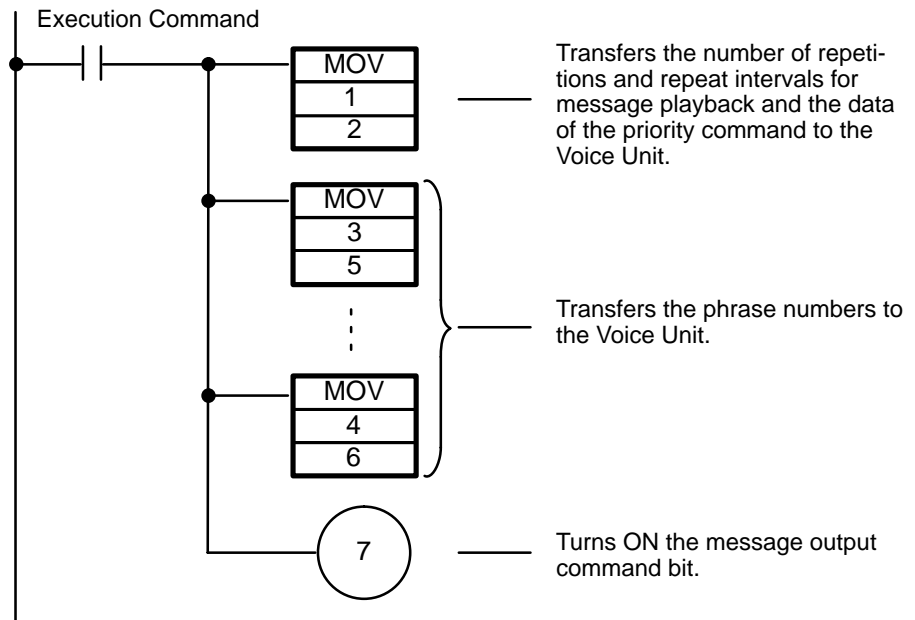 Execution Command
MOV
1
2
Transfers the number of repeti-
tions and repeat intervals for
message playback and the data
of the priority command to the
Voice Unit.
MOV
3
5
Transfers the phrase numbers to
the Voice Unit.
MOV
4
6
7
Turns ON the message output
command bit.